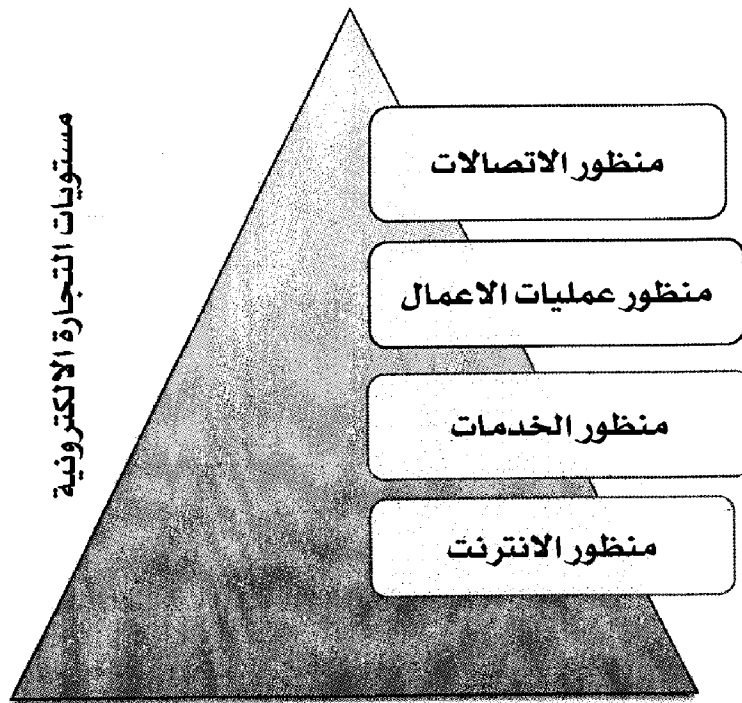 مستويات التجارة الالكترونية
منظور الاتصالات
منظور عمليات الاعمال
منظور الخدمات
منظور الانترنت